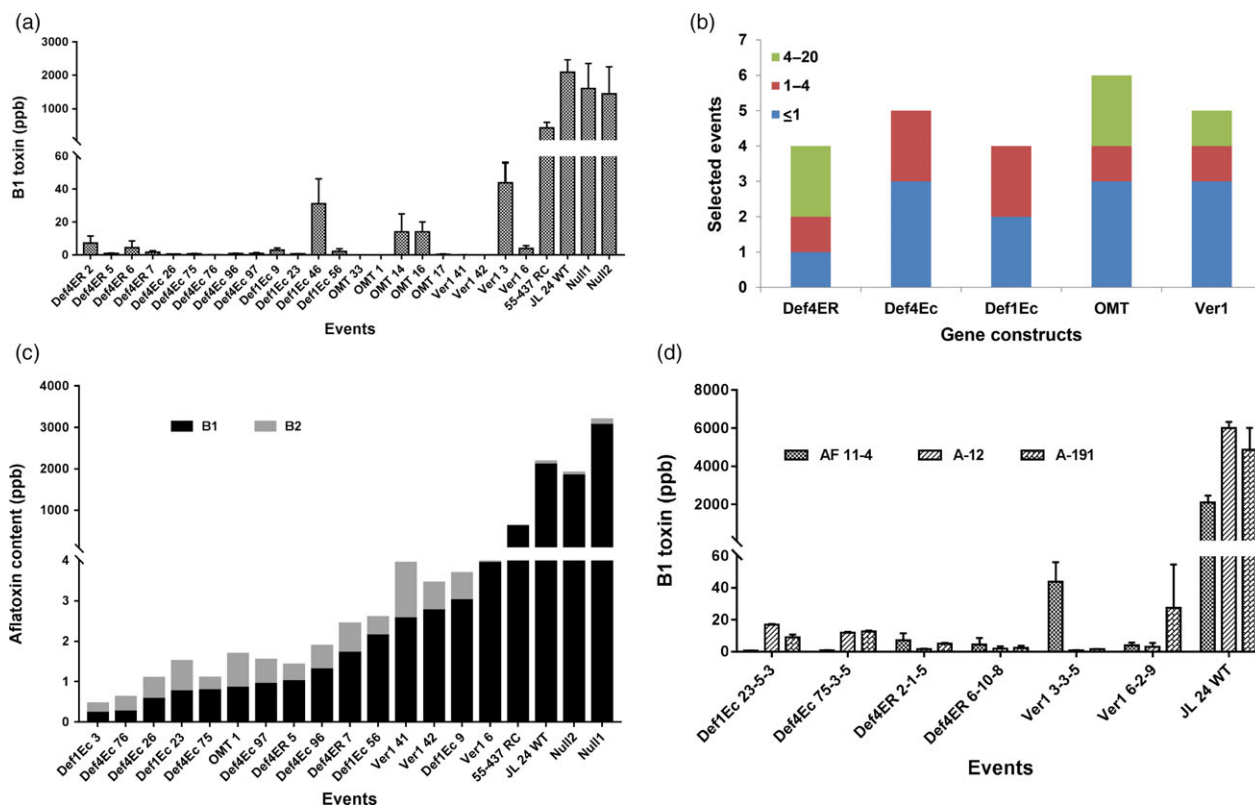 (a)
B1 toxin (ppb)
3000
2000
1000
60
40
20
0
Def4ER 2
Def4ER 5
Def4ER 6
Def4ER 7
Def4Ec 26
Def4Ec 75
Def4Ec 76
Def4Ec 96
Def4Ec 97
Def1Ec 9
Def1Ec 23
Def1Ec 46
Def1Ec 56
OMT 33
OMT 1
OMT 14
OMT 16
OMT 17
Ver1 41
Ver1 42
Ver1 3
Ver1 6
55-437 RC
JL 24 WT
Null1
Null2
Events
(b)
Selected events
7
6
5
4
3
2
1
0
4–20
1–4
≤1
Def4ER
Def4Ec
Def1Ec
OMT
Ver1
Gene constructs
(c)
Aflatoxin content (ppb)
4000
3000
2000
1000
4
3
2
1
0
B1
B2
Def1Ec 3
Def4Ec 76
Def4Ec 26
Def1Ec 23
Def4Ec 75
OMT 1
Def4Ec 97
Def4ER 5
Def4Ec 96
Def4ER 7
Def1Ec 56
Ver1 41
Ver1 42
Def1Ec 9
Ver1 6
55-437 RC
JL 24 WT
Null2
Null1
Events
(d)
B1 toxin (ppb)
8000
6000
4000
2000
60
40
20
0
AF 11-4
A-12
A-191
Def1Ec 23-5-3
Def4Ec 75-3-5
Def4ER 2-1-5
Def4ER 6-10-8
Ver1 3-3-5
Ver1 6-2-9
JL 24 WT
Events